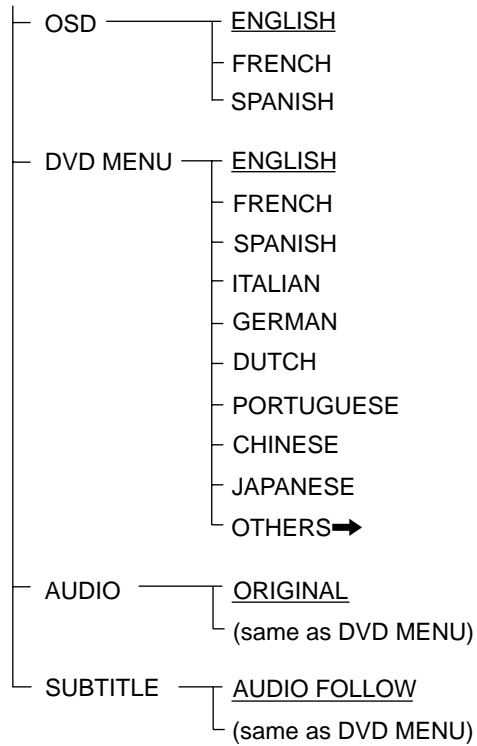 OSD ENGLISH
FRENCH
SPANISH
DVD MENU ENGLISH
FRENCH
SPANISH
ITALIAN
GERMAN
DUTCH
PORTUGUESE
CHINESE
JAPANESE
OTHERS➡
AUDIO ORIGINAL
(same as DVD MENU)
SUBTITLE AUDIO FOLLOW
(same as DVD MENU)